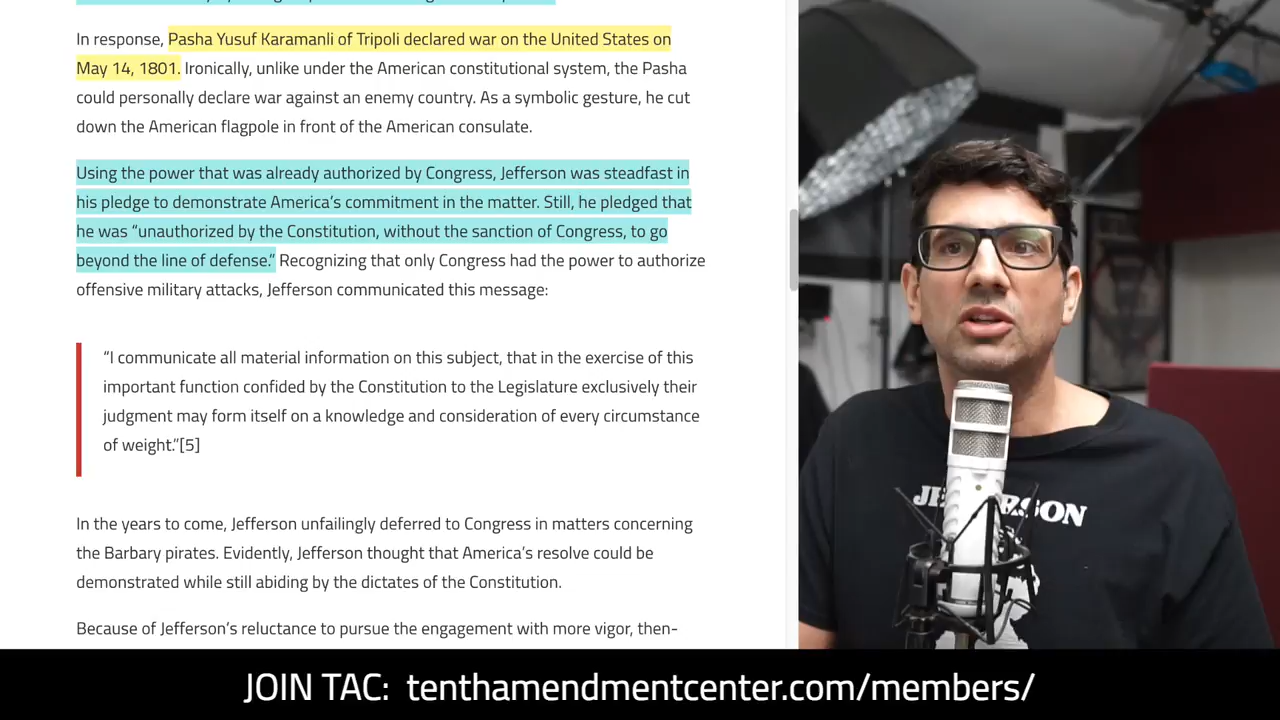 In response, Pasha Yusuf Karamanli of Tripoli declared war on the United States on
May 14, 1801. Ironically, unlike under the American constitutional system, the Pasha
could personally declare war against an enemy country. As a symbolic gesture, he cut
down the American flagpole in front of the American consulate.
Using the power that was already authorized by Congress, Jefferson was steadfast in
his pledge to demonstrate America’s commitment in the matter. Still, he pledged that
he was “unauthorized by the Constitution, without the sanction of Congress, to go
beyond the line of defense.” Recognizing that only Congress had the power to authorize
offensive military attacks, Jefferson communicated this message:
“I communicate all material information on this subject, that in the exercise of this
important function confided by the Constitution to the Legislature exclusively their
judgment may form itself on a knowledge and consideration of every circumstance
of weight.”[5]
In the years to come, Jefferson unfailingly deferred to Congress in matters concerning
the Barbary pirates. Evidently, Jefferson thought that America’s resolve could be
demonstrated while still abiding by the dictates of the Constitution.
Because of Jefferson’s reluctance to pursue the engagement with more vigor, then-
JOIN TAC: tenthamendmentcenter.com/members/